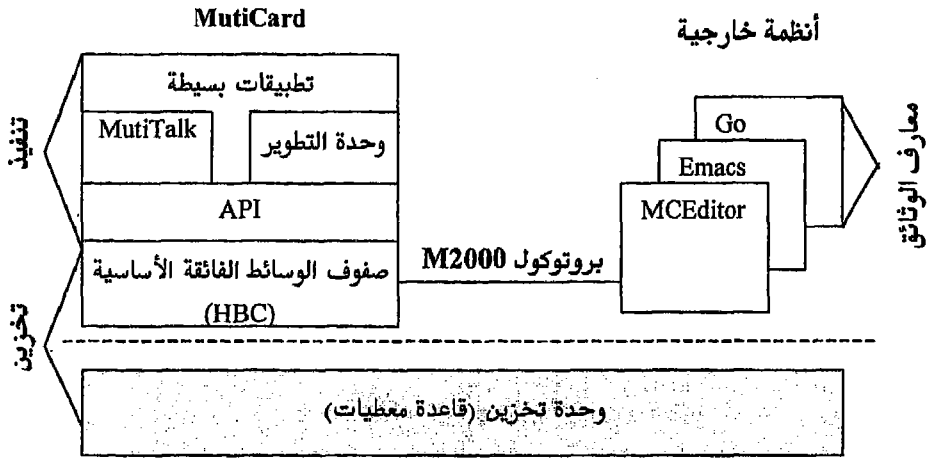 MutiCard
أنظمة خارجية
تطبيقات بسيطة
MutiTalk
وحدة التطوير
API
صفوف الوسائط الفائقة الأساسية
(HBC)
تنفيذ
تخزين
بروتوكول M2000
Go
Emacs
MCEditor
معارف الوثائق
وحدة تخزين (قاعدة معطيات)